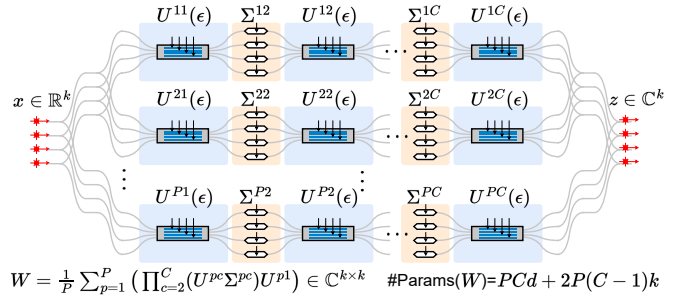 U^{11}(ϵ) Σ^{12} U^{12}(ϵ) Σ^{1C} U^{1C}(ϵ)
...
x ∈ ℝ^k z ∈ ℂ^k
U^{21}(ϵ) Σ^{22} U^{22}(ϵ) Σ^{2C} U^{2C}(ϵ)
...
⋮ ⋮
U^{P1}(ϵ) Σ^{P2} U^{P2}(ϵ) Σ^{PC} U^{PC}(ϵ)
...
W = \frac{1}{P} ∑_{p=1}^{P} ( ∏_{c=2}^{C} (U^{pc}Σ^{pc})U^{p1} ) ∈ ℂ^{k×k} #Params(W)=PCd + 2P(C − 1)k